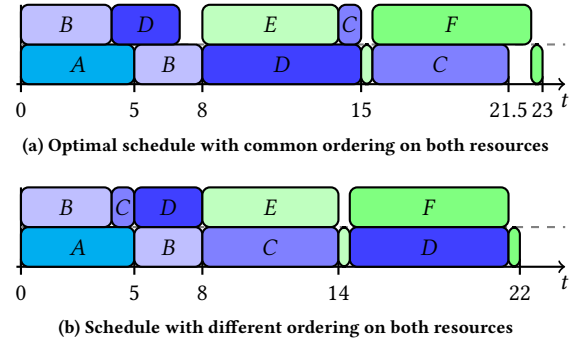 B D E C F
A B D C
t
0 5 8 15 21.5 23
(a) Optimal schedule with common ordering on both resources
B C D E F
A B C D
t
0 5 8 14 22
(b) Schedule with different ordering on both resources